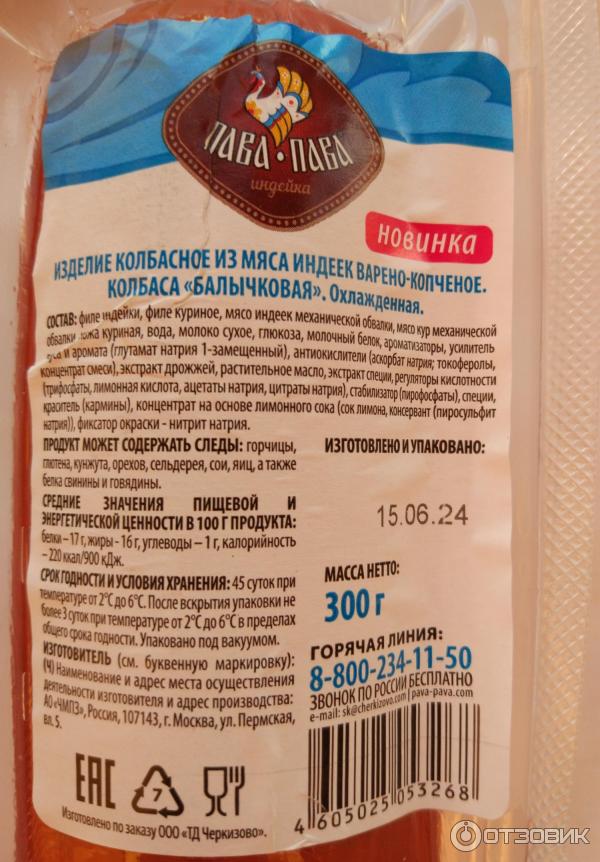 ПАВА • ПАВА
индейка
новинка
ИЗДЕЛИЕ КОЛБАСНОЕ ИЗ МЯСА ИНДЕЕК ВАРЕНО-КОПЧЕНОЕ.
КОЛБАСА «БАЛЫЧКОВАЯ». Охлажденная.
СОСТАВ: филе индейки, филе куриное, мясо индеек механической обвалки, мясо кур механической
обвалки, кожа куриная, вода, молоко сухое, глюкоза, молочный белок, ароматизаторы, усилитель
вкуса и аромата (глутамат натрия 1-замещенный), антиокислители (аскорбат натрия; токоферолы,
концентрат смеси), экстракт дрожжей, растительное масло, экстракт специи, регуляторы кислотности
(трифосфаты, лимонная кислота, ацетаты натрия, цитраты натрия), стабилизатор (пирофосфаты), специи,
краситель (кармины), концентрат на основе лимонного сока (сок лимона, консервант (пиросульфит
натрия)), фиксатор окраски - нитрит натрия.
ПРОДУКТ МОЖЕТ СОДЕРЖАТЬ СЛЕДЫ: горчицы,
глютена, кунжута, орехов, сельдерея, сои, яиц, а также
белка свинины и говядины.
СРЕДНИЕ ЗНАЧЕНИЯ ПИЩЕВОЙ И
ЭНЕРГЕТИЧЕСКОЙ ЦЕННОСТИ В 100 Г ПРОДУКТА:
белки – 17 г, жиры - 16 г, углеводы – 1 г, калорийность
– 220 ккал/900 кДж.
СРОК ГОДНОСТИ И УСЛОВИЯ ХРАНЕНИЯ: 45 суток при
температуре от 2°С до 6°С. После вскрытия упаковки не
более 3 суток при температуре от 2°С до 6°С в пределах
общего срока годности. Упаковано под вакуумом.
ИЗГОТОВИТЕЛЬ (см. буквенную маркировку):
(Ч) Наименование и адрес места осуществления
деятельности изготовителя и адрес производства:
АО «ЧМПЗ», Россия, 107143, г. Москва, ул. Пермская,
вл. 5.
ИЗГОТОВЛЕНО И УПАКОВАНО:
15.06.24
МАССА НЕТТО:
300 г
ГОРЯЧАЯ ЛИНИЯ:
8-800-234-11-50
ЗВОНОК ПО РОССИИ БЕСПЛАТНО
e-mail: sk@cherkizovo.com | pava-pava.com
EAC
7
Изготовлено по заказу ООО «ТД Черкизово».
4 605025 053268
ОТЗОВИК